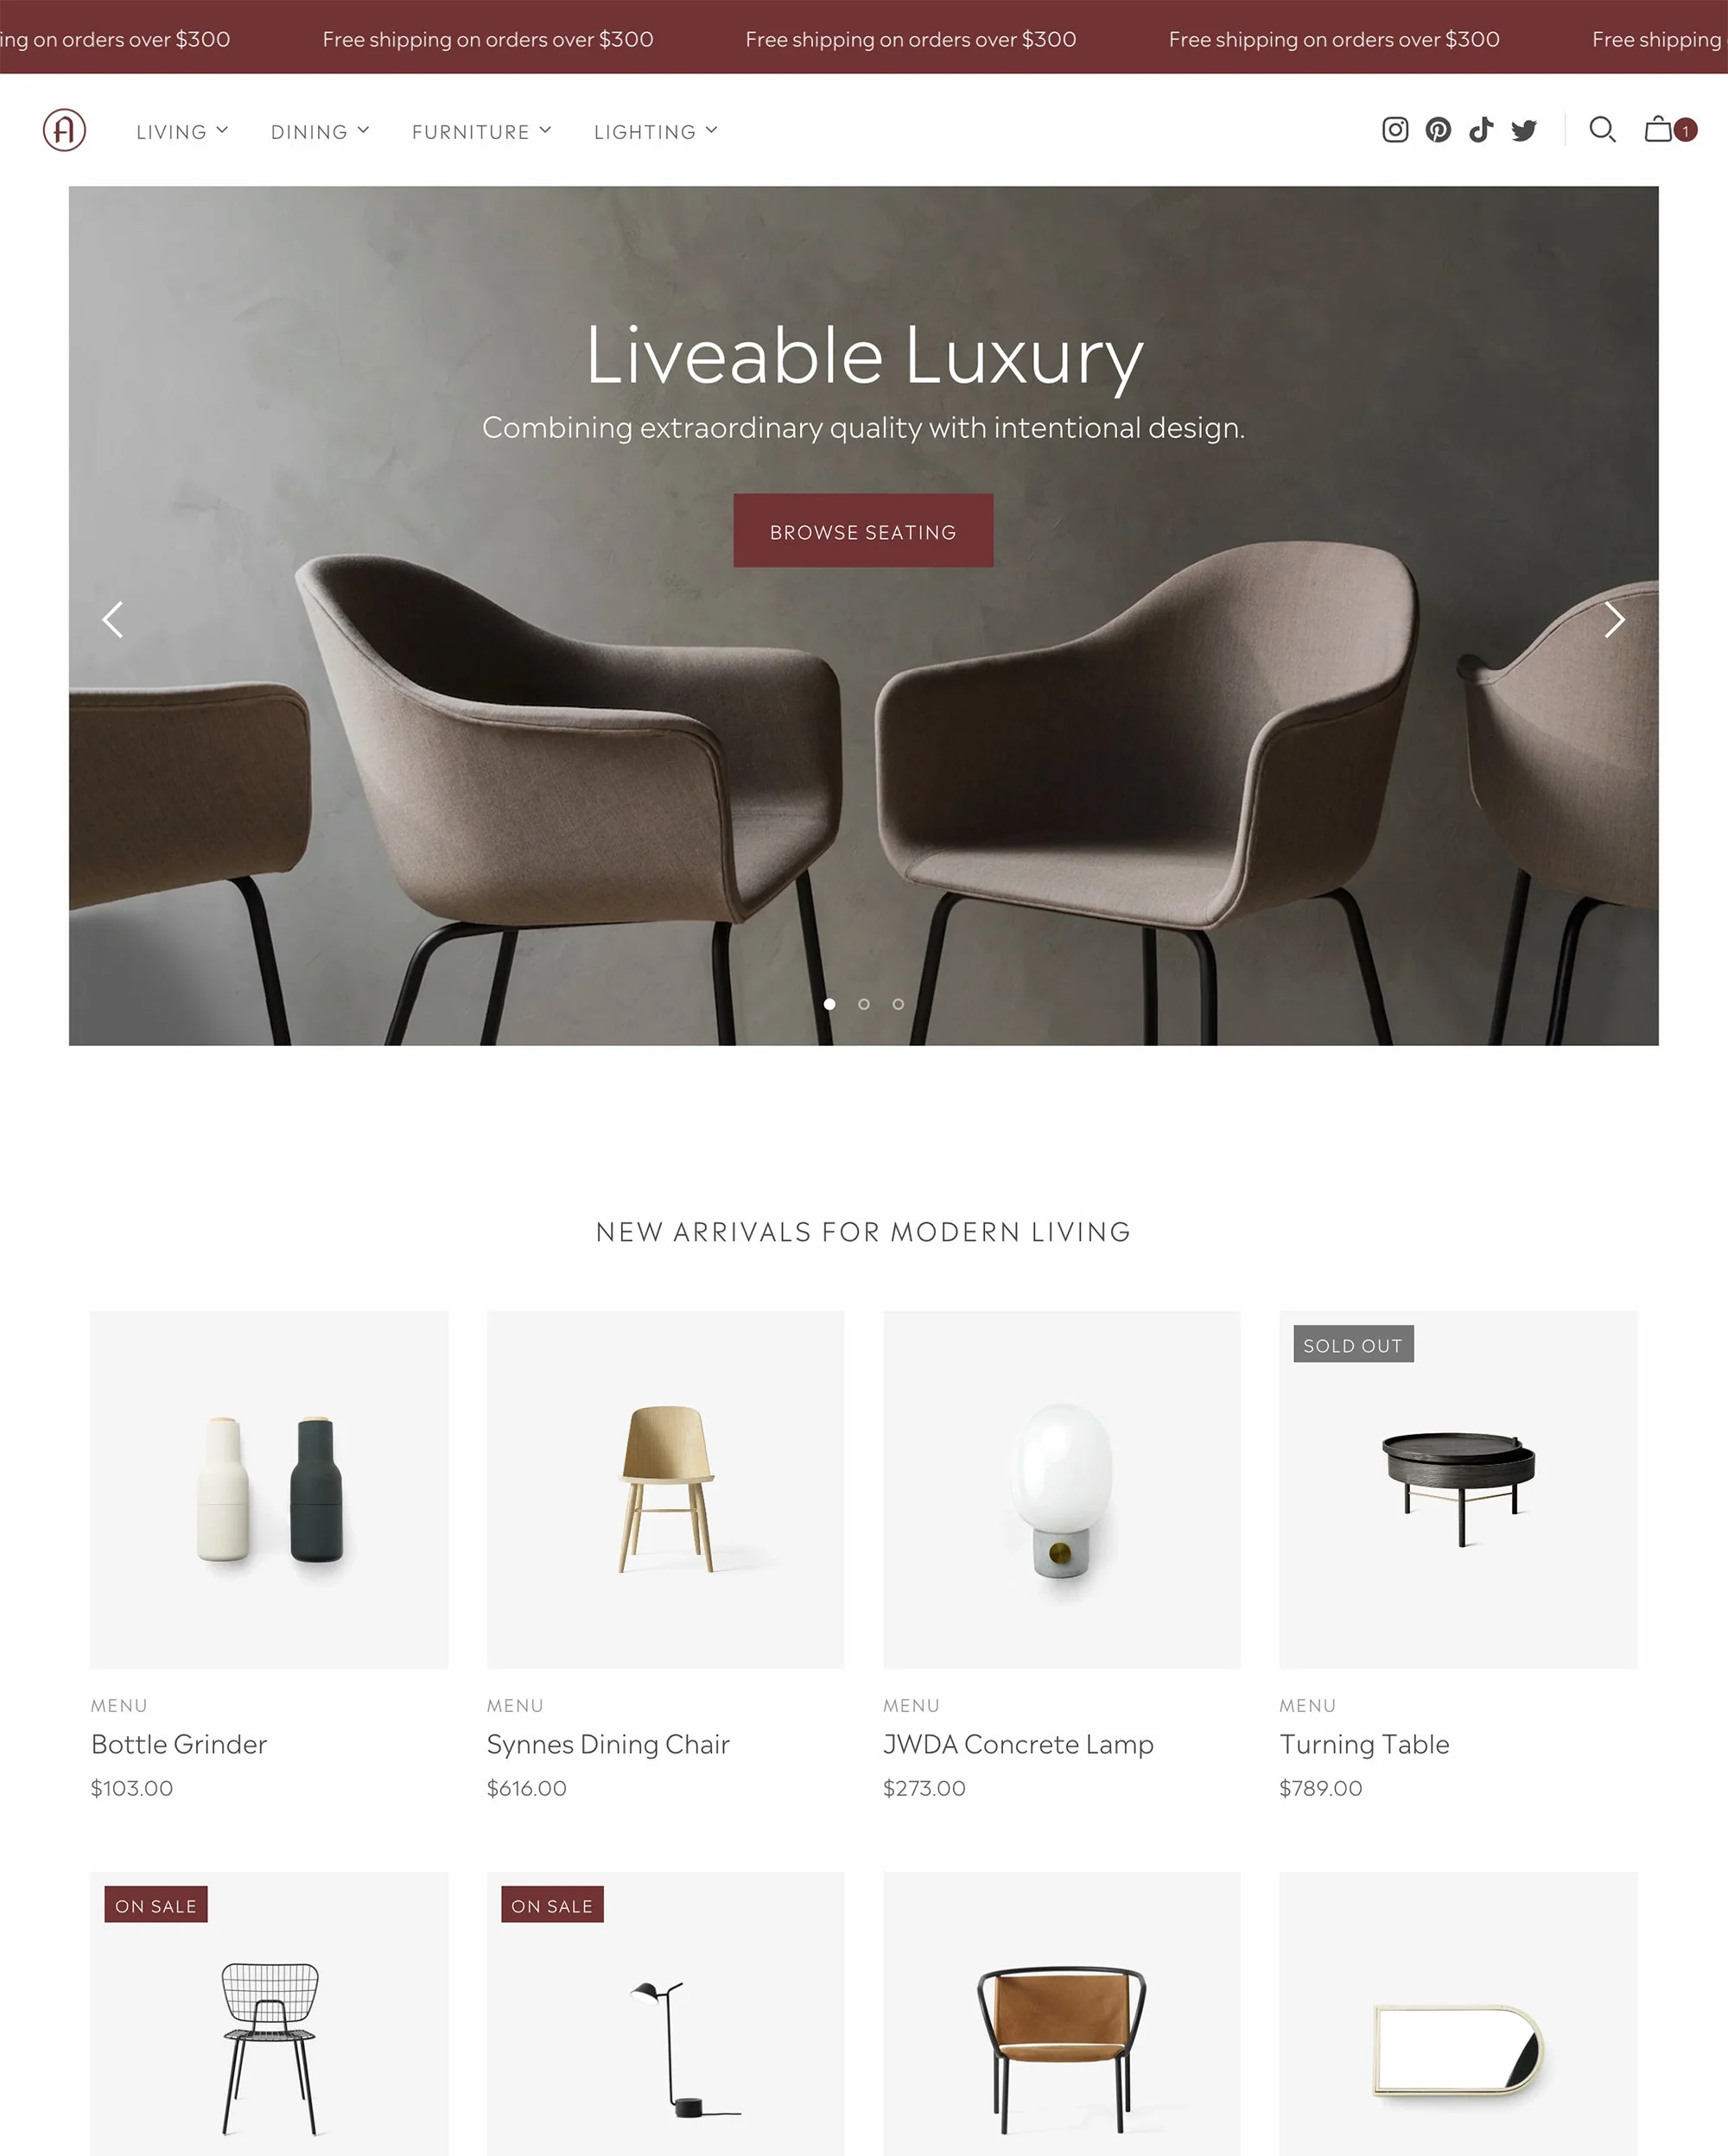 ing on orders over $300 Free shipping on orders over $300 Free shipping on orders over $300 Free shipping on orders over $300 Free shipping
A LIVING DINING FURNITURE LIGHTING 1
Liveable Luxury
Combining extraordinary quality with intentional design.
BROWSE SEATING
NEW ARRIVALS FOR MODERN LIVING
SOLD OUT
MENU MENU MENU MENU
Bottle Grinder Synnes Dining Chair JWDA Concrete Lamp Turning Table
$103.00 $616.00 $273.00 $789.00
ON SALE ON SALE